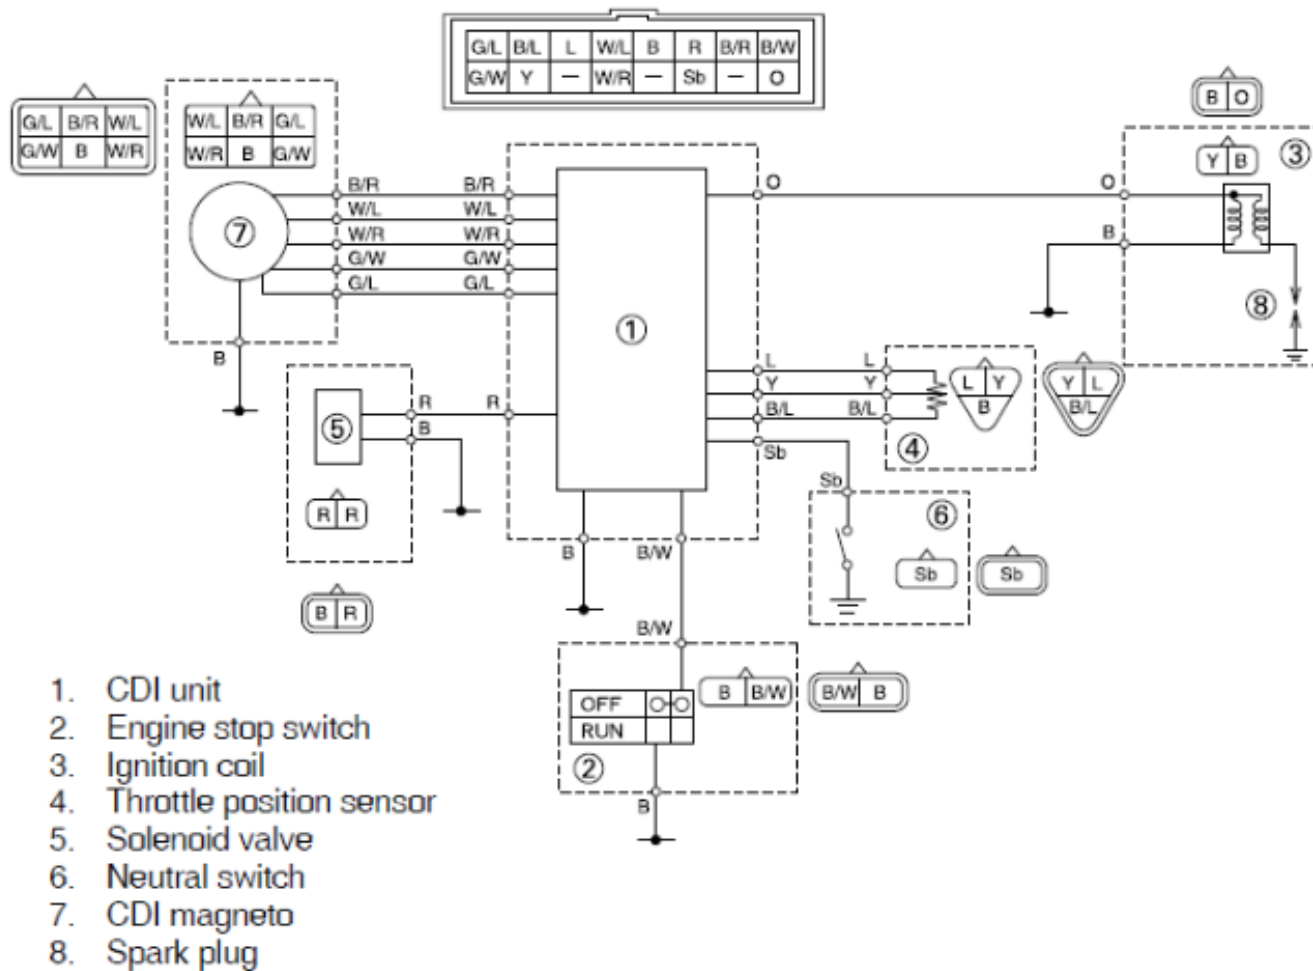 G/L B/L L W/L B R B/R B/W
G/W Y — W/R — Sb — O
G/L B/R W/L
G/W B W/R
W/L B/R G/L
W/R B G/W
B O
Y B
③
B/R B/R
W/L W/L
W/R W/R
G/W G/W
G/L G/L
⑦
B
①
O O
B
⑧
L L
Y Y
B/L B/L
Sb
④
L Y
B
Y L
B/L
R R
B
⑤
R R
B R
Sb
⑥
Sb
Sb
B B/W
B/W
OFF
RUN
②
B
B B/W
B/W B
1. CDI unit
2. Engine stop switch
3. Ignition coil
4. Throttle position sensor
5. Solenoid valve
6. Neutral switch
7. CDI magneto
8. Spark plug